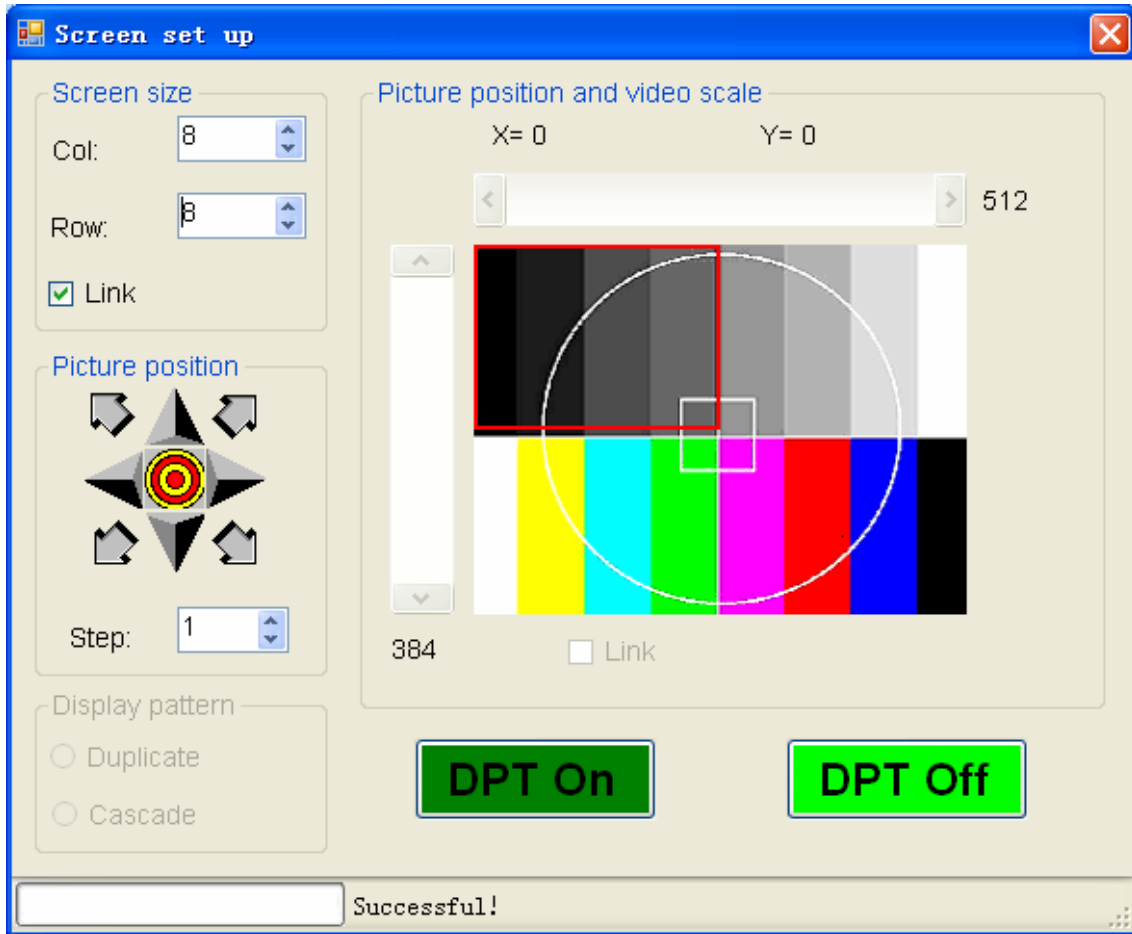 Screen set up
Screen size
Col: 8
Row: 8
Link
Picture position
Step: 1
Display pattern
Duplicate
Cascade
Picture position and video scale
X= 0 Y= 0
512
384
Link
DPT On DPT Off
Successful!